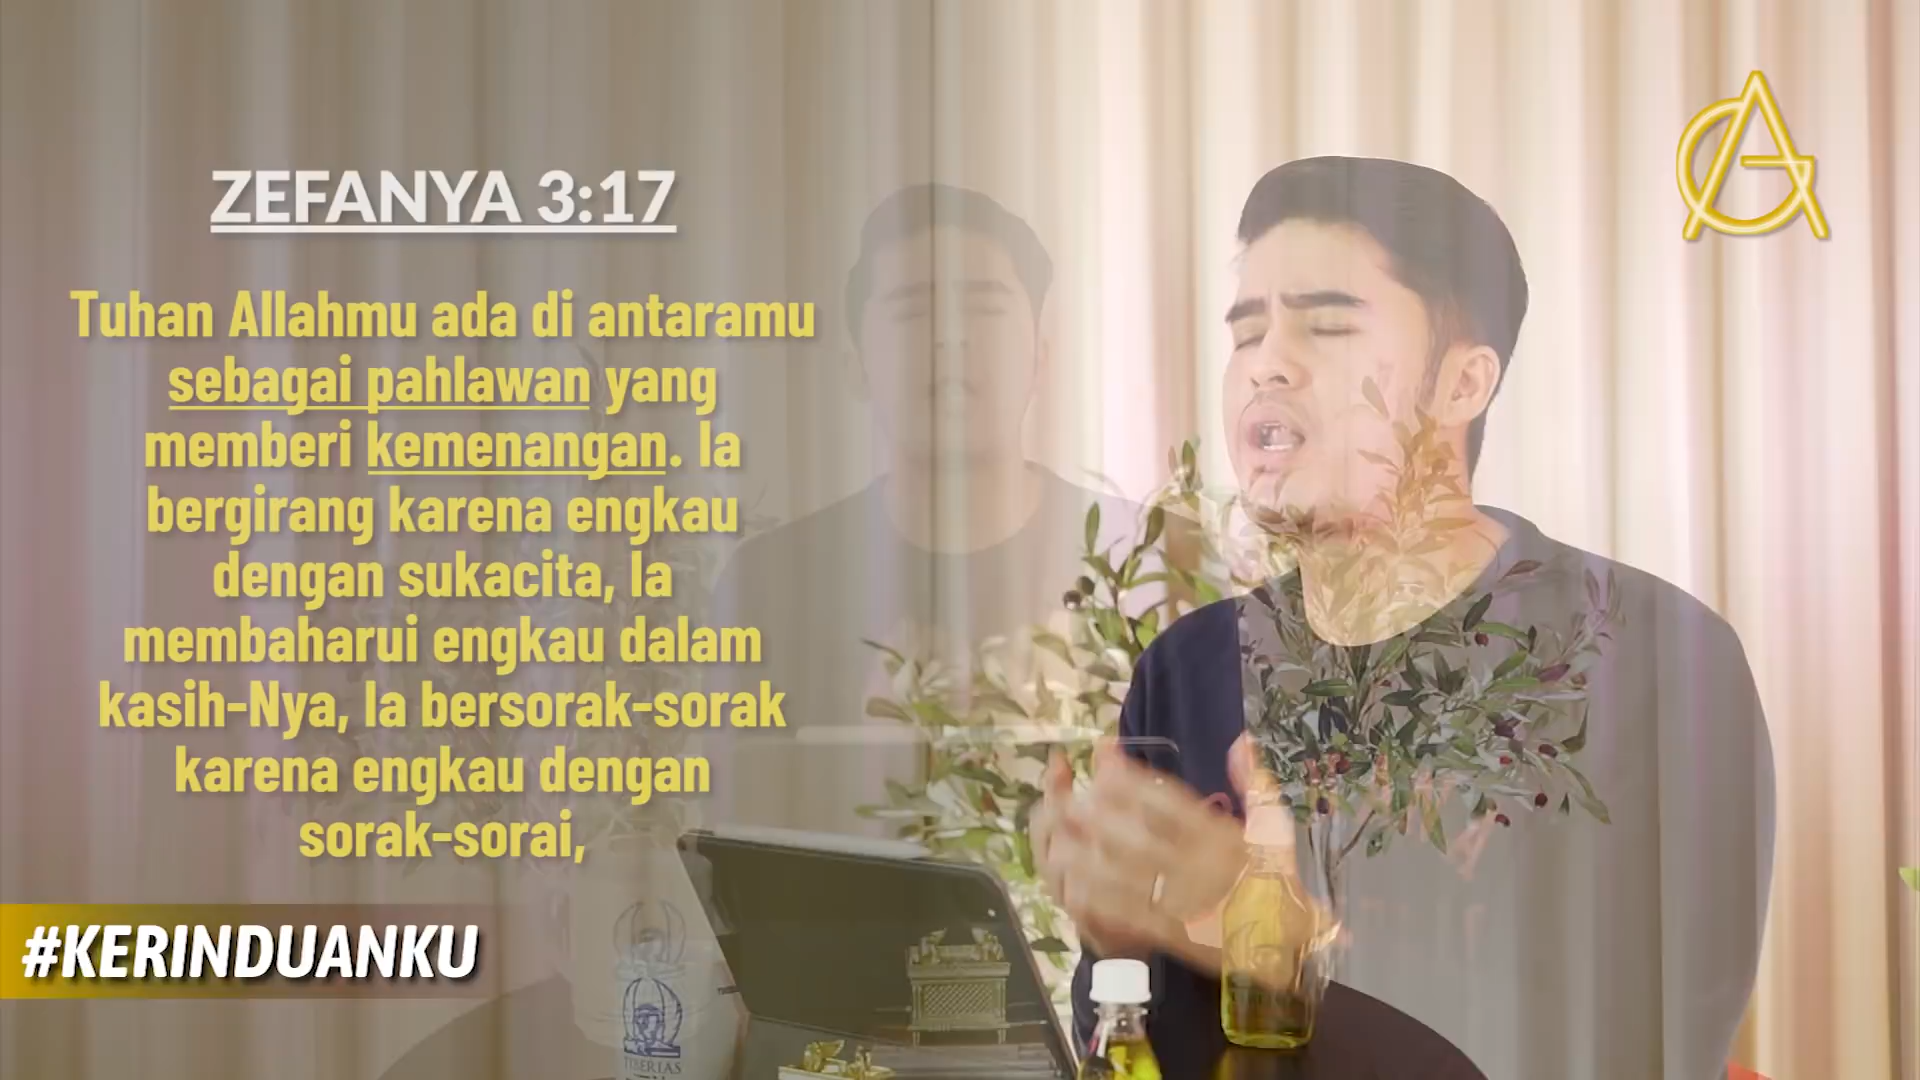 ZEFANYA 3:17
Tuhan Allahmu ada di antaramu
sebagai pahlawan yang
memberi kemenangan. Ia
bergirang karena engkau
dengan sukacita, Ia
membaharui engkau dalam
kasih-Nya, Ia bersorak-sorak
karena engkau dengan
sorak-sorai,
#KERINDUANKU
TIBERIAS